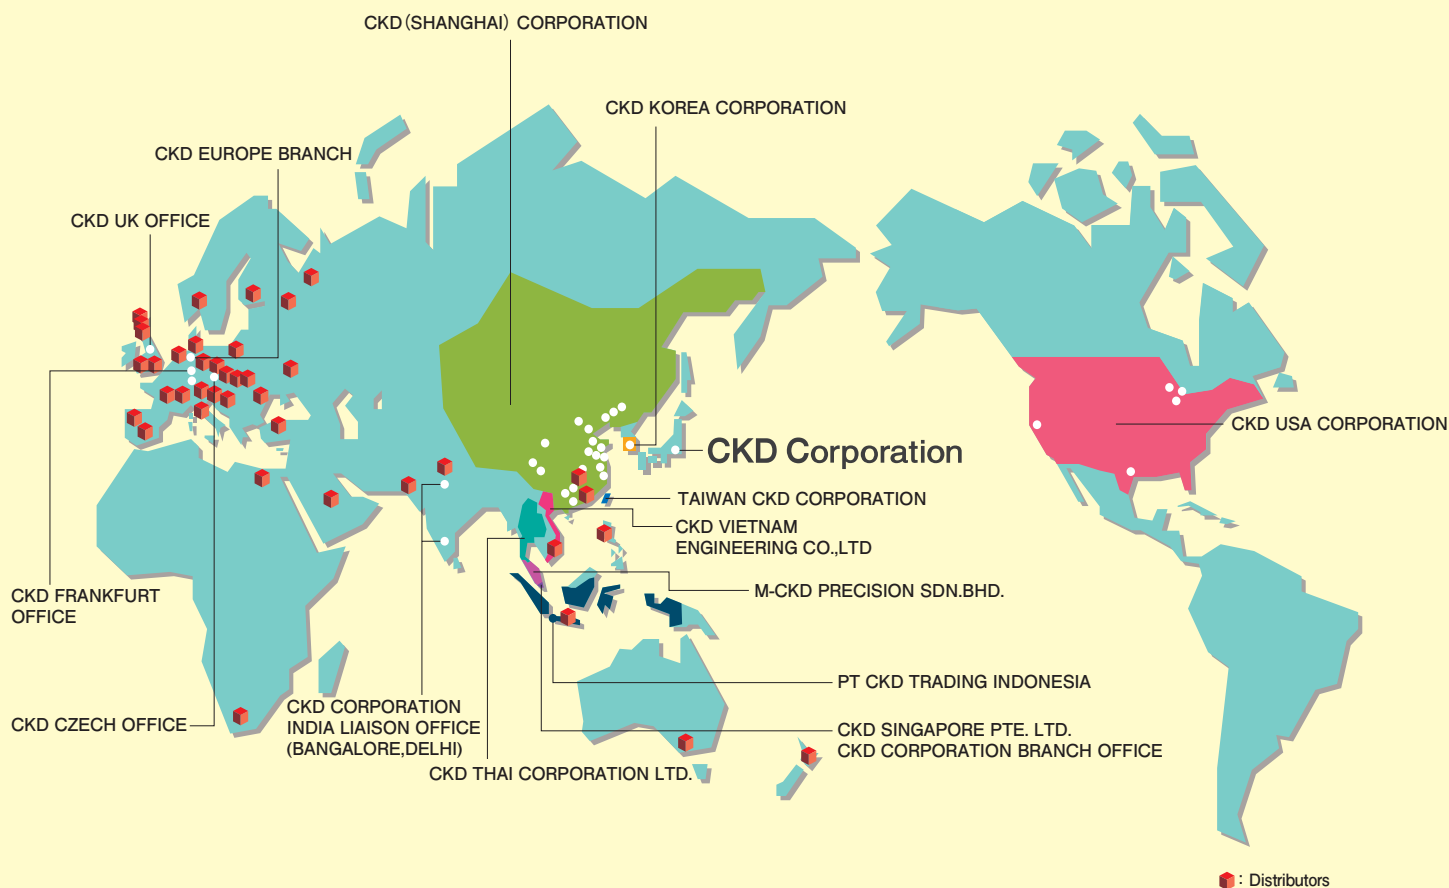 CKD (SHANGHAI) CORPORATION
CKD KOREA CORPORATION
CKD EUROPE BRANCH
CKD UK OFFICE
CKD USA CORPORATION
CKD Corporation
TAIWAN CKD CORPORATION
CKD VIETNAM
ENGINEERING CO.,LTD
M-CKD PRECISION SDN.BHD.
CKD FRANKFURT
OFFICE
PT CKD TRADING INDONESIA
CKD CZECH OFFICE
CKD CORPORATION
INDIA LIAISON OFFICE
(BANGALORE,DELHI)
CKD SINGAPORE PTE. LTD.
CKD CORPORATION BRANCH OFFICE
CKD THAI CORPORATION LTD.
: Distributors